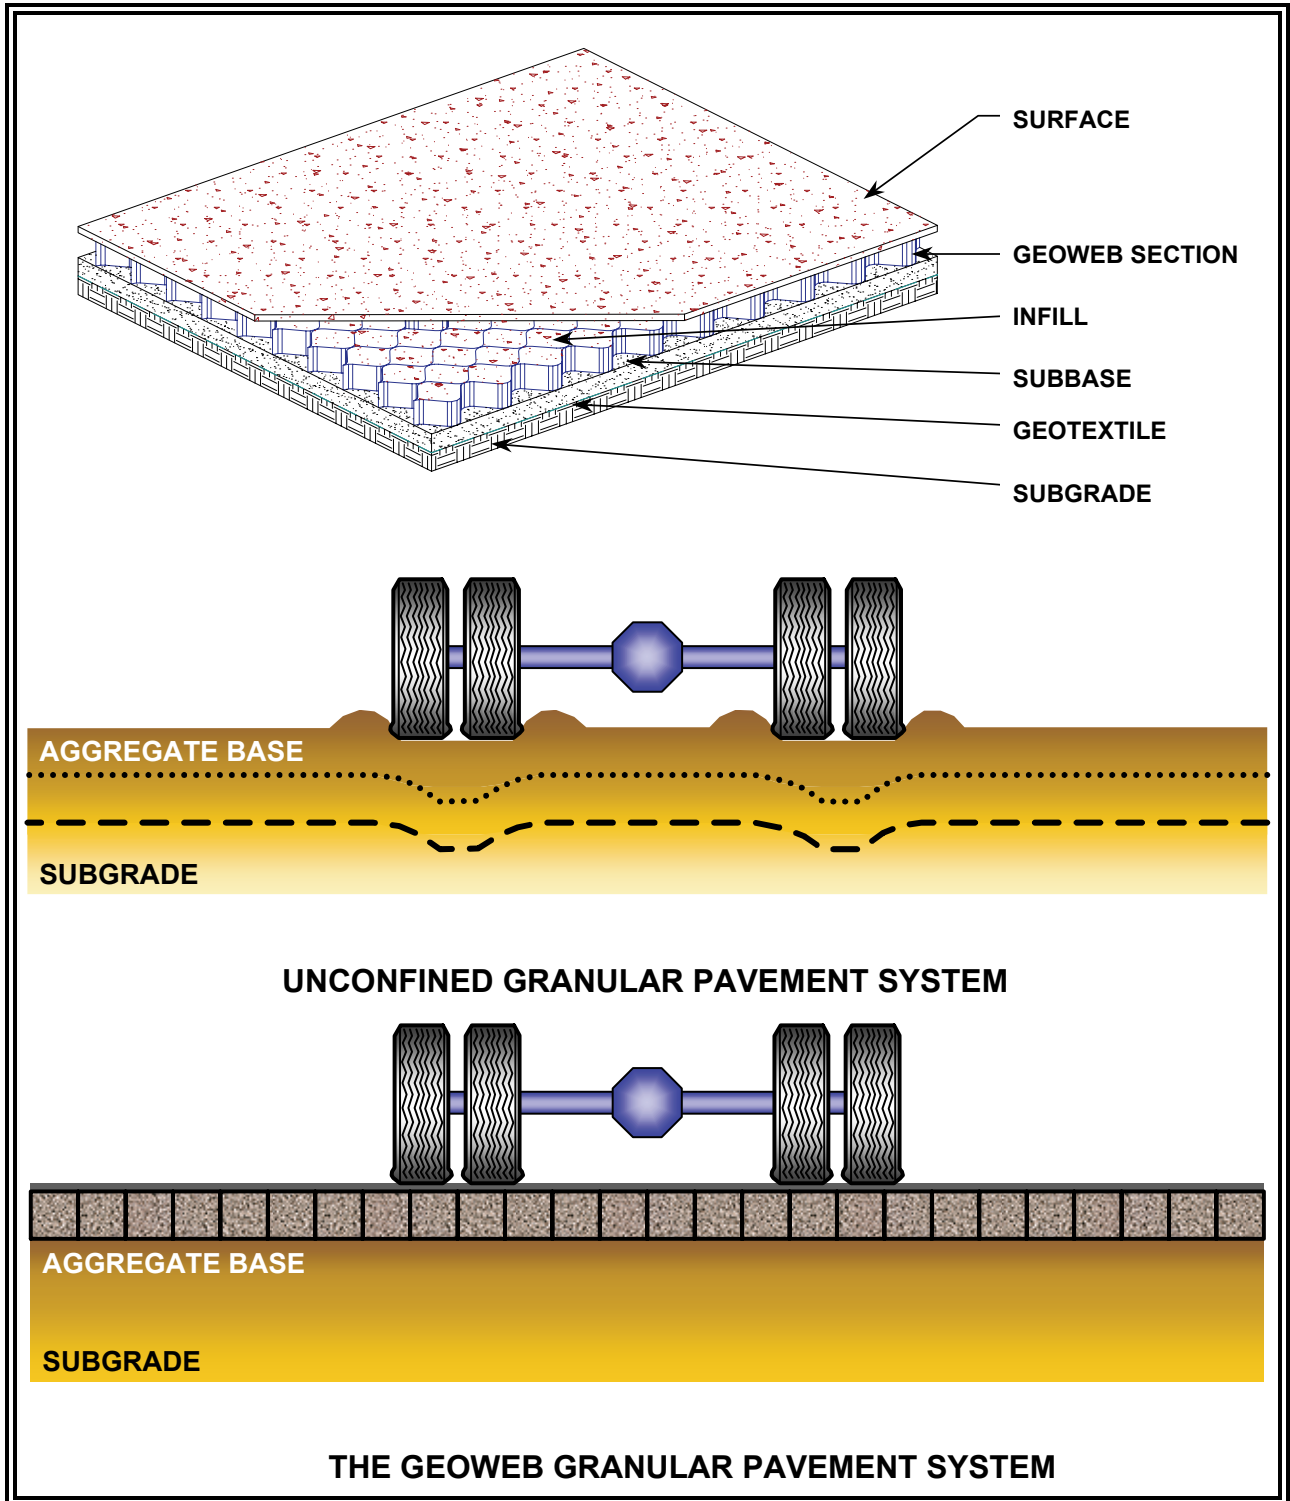 SURFACE
GEOWEB SECTION
INFILL
SUBBASE
GEOTEXTILE
SUBGRADE
AGGREGATE BASE
SUBGRADE
UNCONFINED GRANULAR PAVEMENT SYSTEM
AGGREGATE BASE
SUBGRADE
THE GEOWEB GRANULAR PAVEMENT SYSTEM